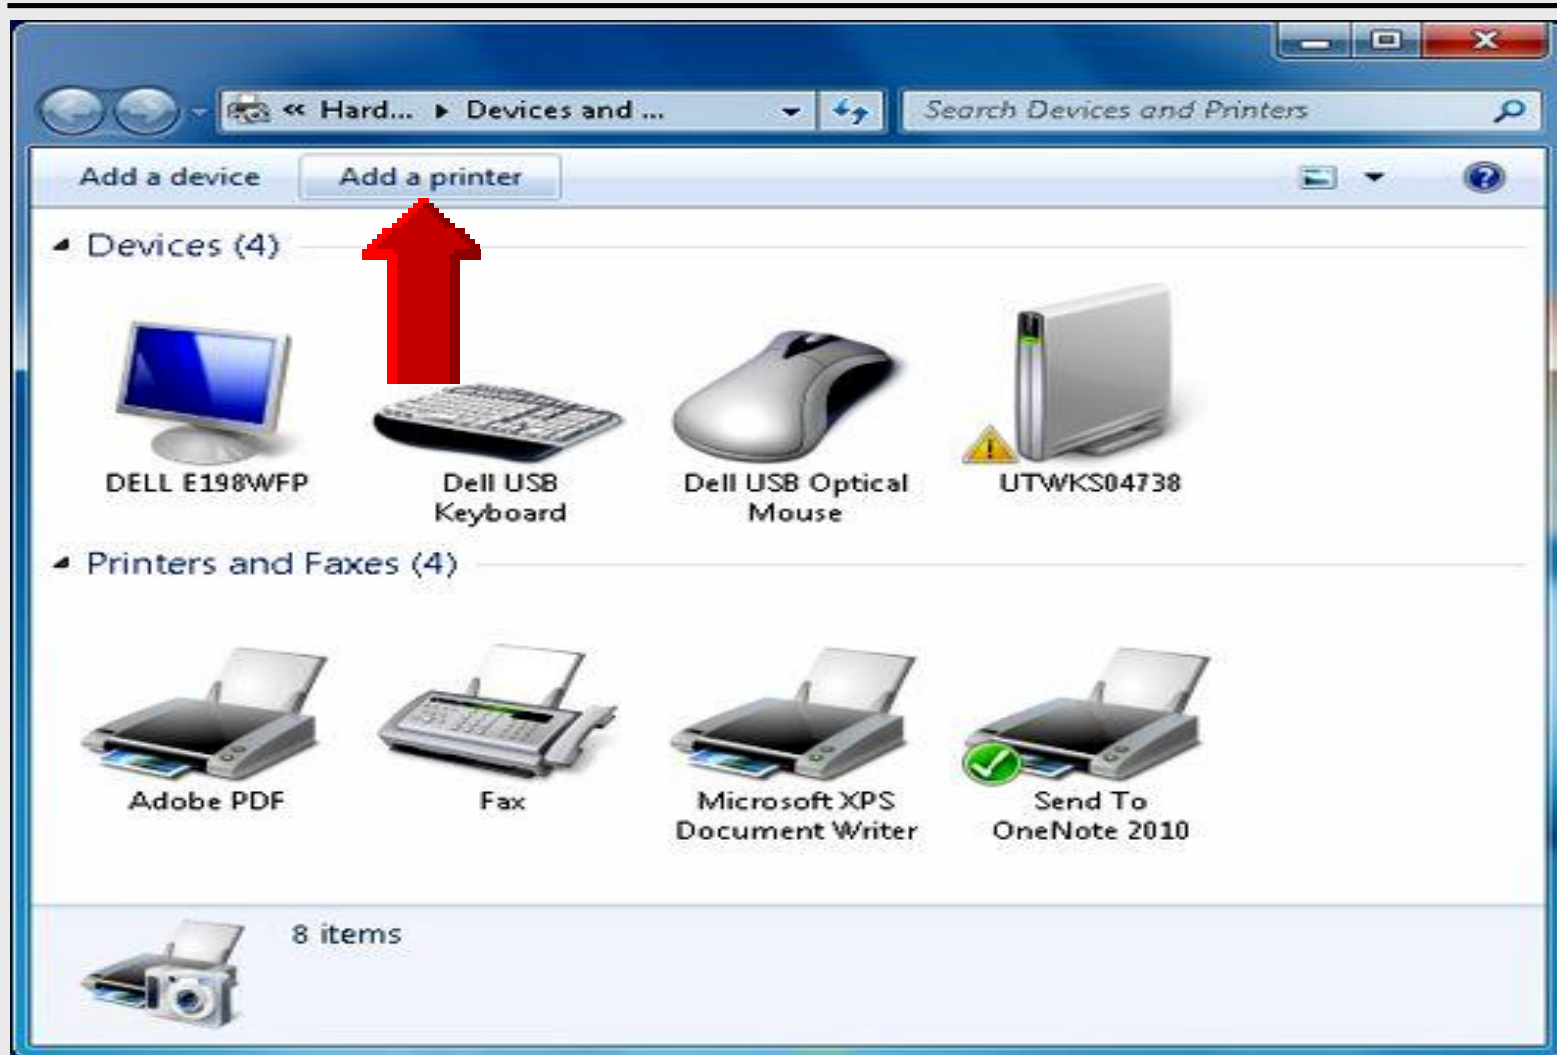 « Hard... ▸ Devices and ...
Search Devices and Printers
Add a device
Add a printer
Devices (4)
DELL E198WFP
Dell USB
Keyboard
Dell USB Optical
Mouse
UTWKS04738
Printers and Faxes (4)
Adobe PDF
Fax
Microsoft XPS
Document Writer
Send To
OneNote 2010
8 items